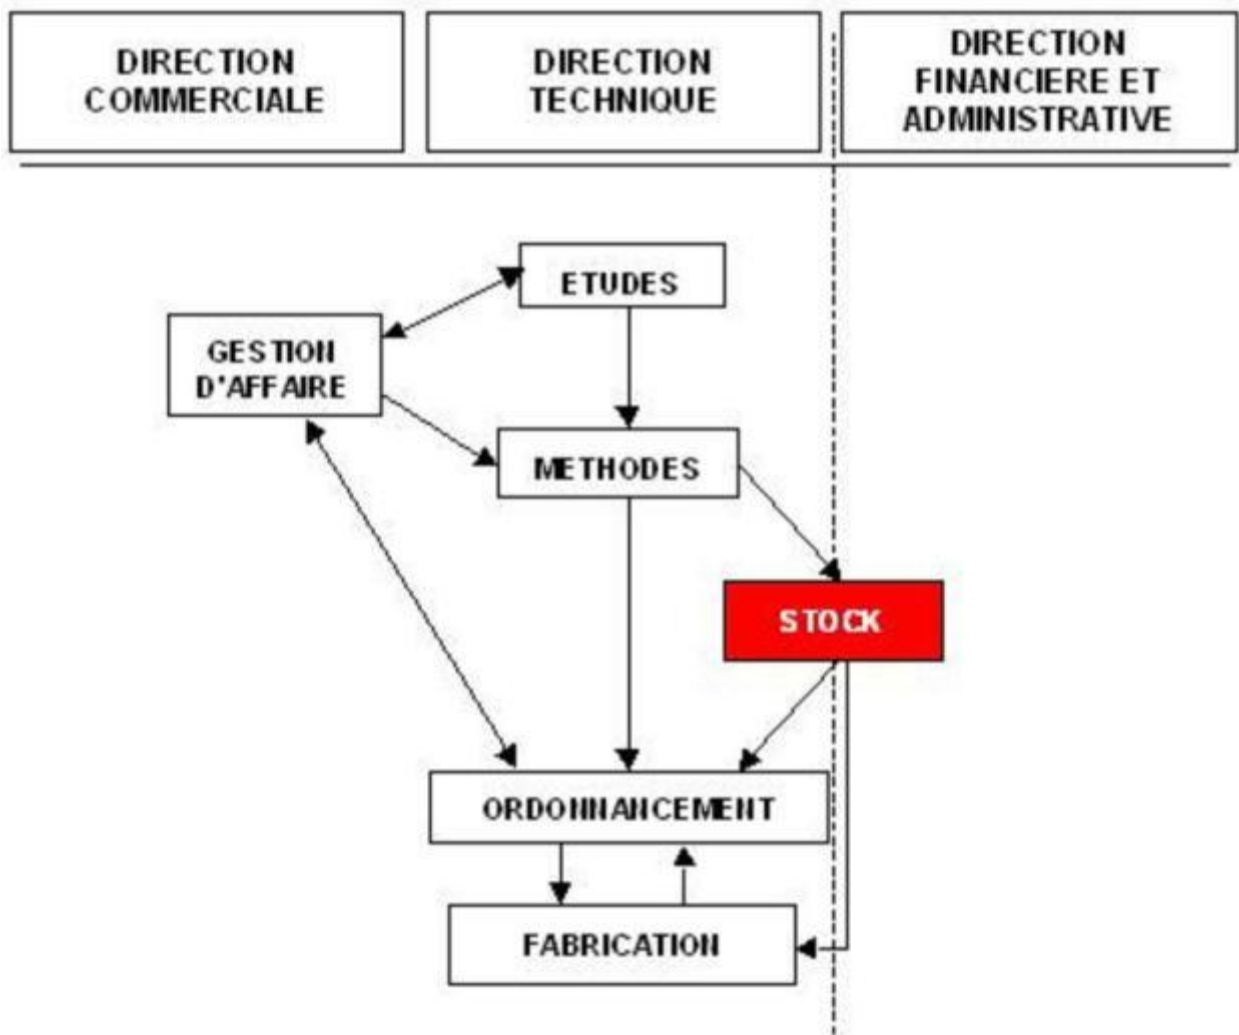 DIRECTION
COMMERCIALE
DIRECTION
TECHNIQUE
DIRECTION
FINANCIERE ET
ADMINISTRATIVE
ETUDES
GESTION
D'AFFAIRE
METHODES
STOCK
ORDONNANCEMENT
FABRICATION